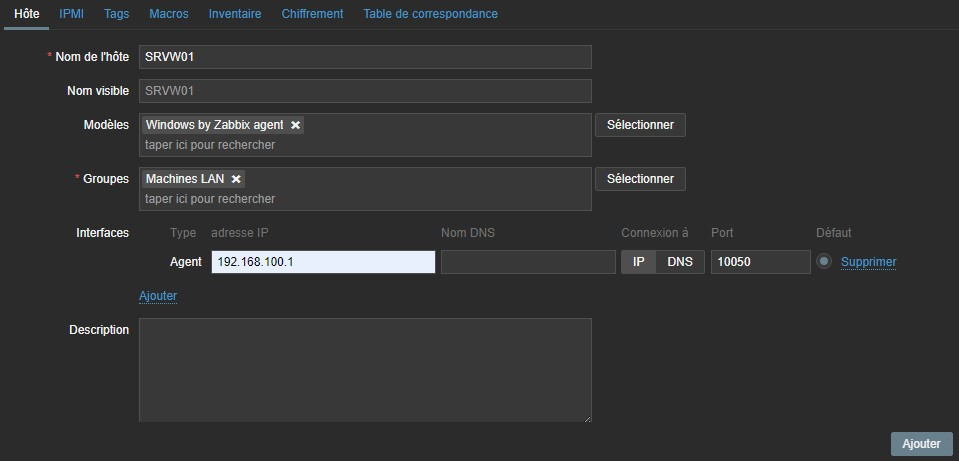 Hôte IPMI Tags Macros Inventaire Chiffrement Table de correspondance
* Nom de l'hôte SRVW01
Nom visible SRVW01
Modèles Windows by Zabbix agent × Sélectionner
taper ici pour rechercher
* Groupes Machines LAN × Sélectionner
taper ici pour rechercher
Interfaces Type adresse IP Nom DNS Connexion à Port Défaut
Agent 192.168.100.1 IP DNS 10050 Supprimer
Ajouter
Description
Ajouter